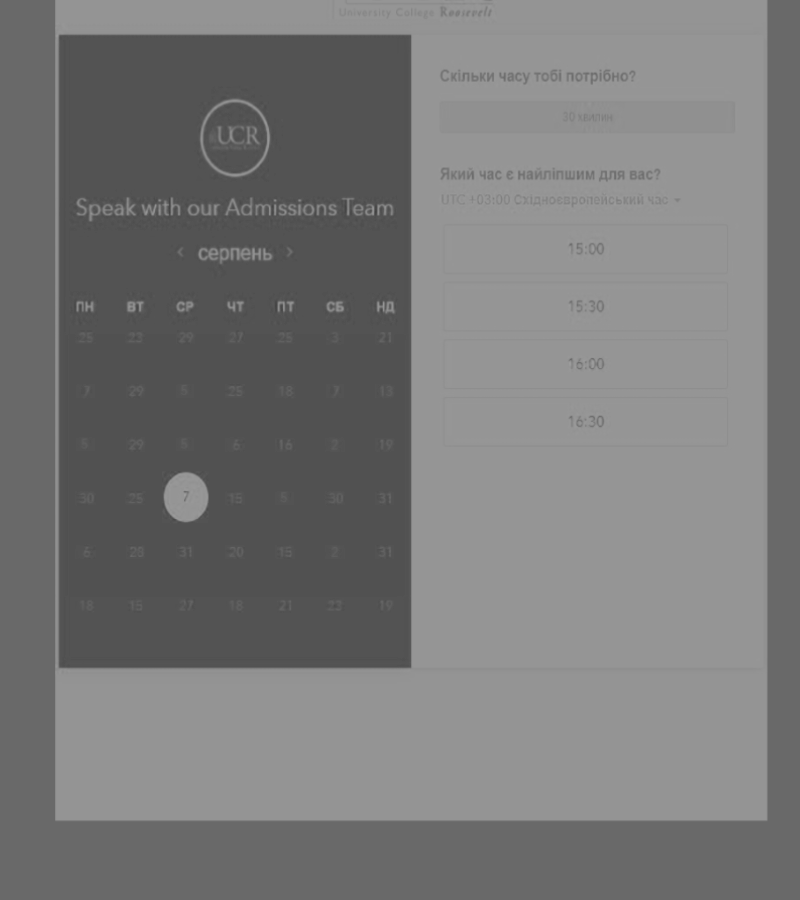 University College Roosevelt
UCR
Speak with our Admissions Team
‹ серпень ›
ПН ВТ СР ЧТ ПТ СБ НД
25 22 29 27 25 3 21
7 29 5 25 18 7 13
8 29 5 6 16 2 19
30 25 7 15 5 30 31
6 28 31 20 15 2 31
18 15 27 18 21 22 19
Скільки часу тобі потрібно?
30 хвилин
Який час є найліпшим для вас?
UTC +03:00 Східноєвропейський час
15:00
15:30
16:00
16:30